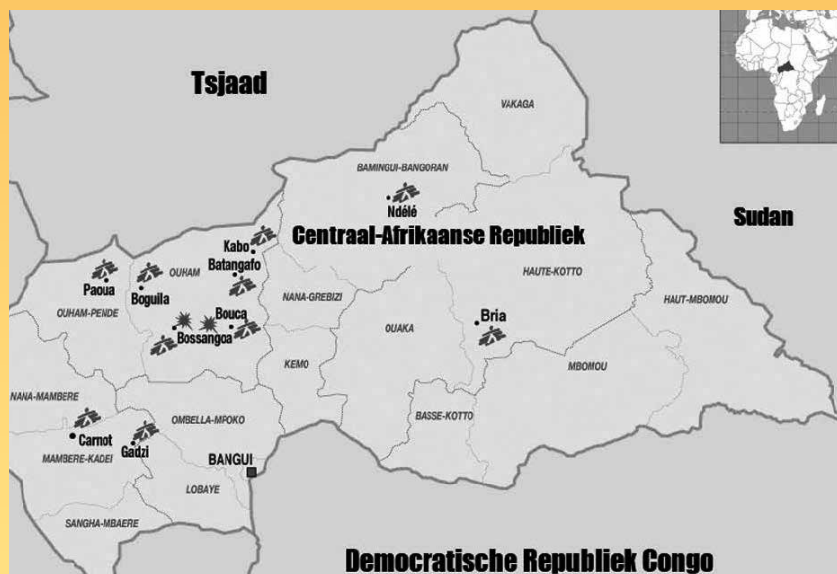 Tsjaad
VAKAGA
BAMINGUI-BANGORAN
Ndélé
Sudan
Centraal-Afrikaanse Republiek
Kabo
OUHAM
Batangafo
HAUTE-KOTTO
Paoua
Boguila
NANA-GREBIZI
HAUT-MBOMOU
OUHAM-PENDE
Bouca
Bria
OUAKA
Bossangoa
KEMO
MBOMOU
NANA-MAMBERE
OMBELLA-MPOKO
BASSE-KOTTO
Carnot
Gadzi
MAMBERE-KADEI
BANGUI
LOBAYE
SANGHA-MBAERE
Democratische Republiek Congo